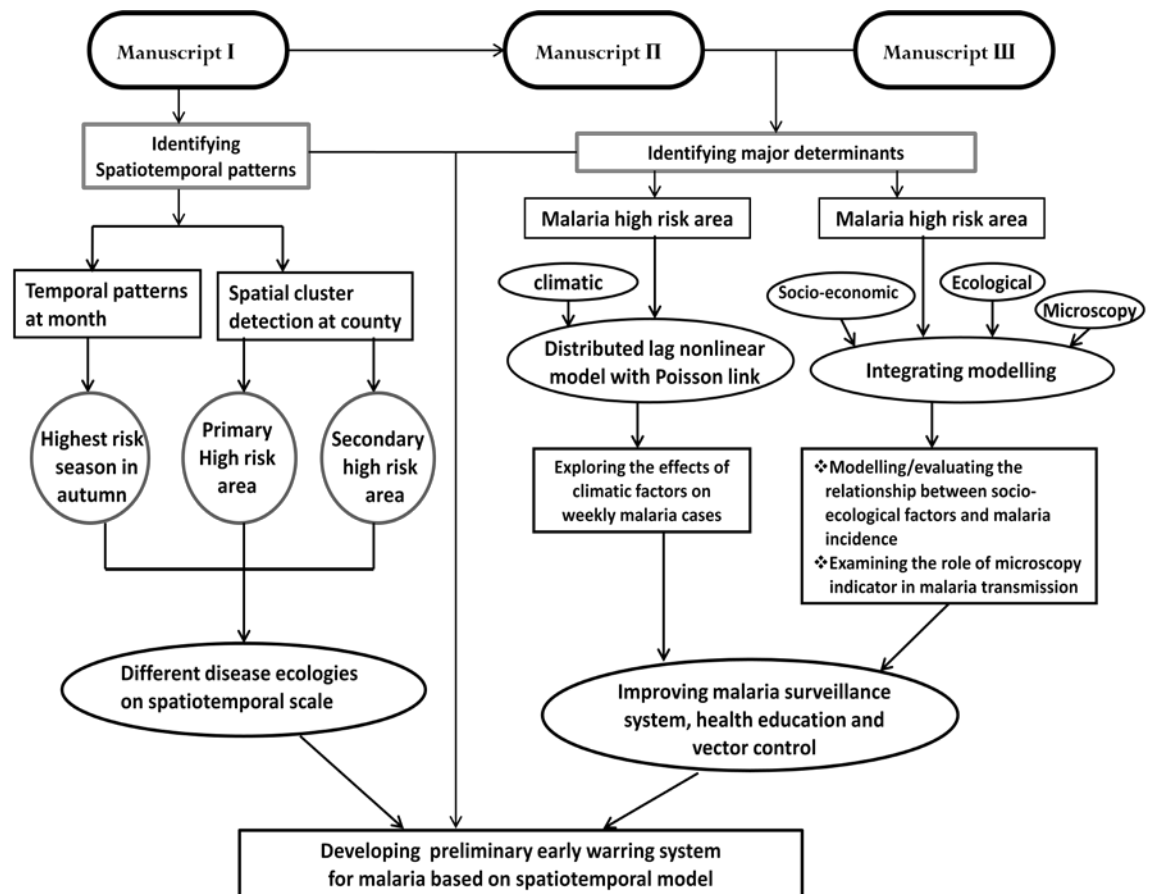 Manuscript I
Manuscript II
Manuscript III
Identifying
Spatiotemporal patterns
Identifying major determinants
Malaria high risk area
Malaria high risk area
Temporal patterns
at month
Spatial cluster
detection at county
climatic
Socio-economic
Ecological
Microscopy
Distributed lag nonlinear
model with Poisson link
Integrating modelling
Highest risk
season in
autumn
Primary
High risk
area
Secondary
high risk
area
Exploring the effects of
climatic factors on
weekly malaria cases
❖Modelling/evaluating the
relationship between socio-
ecological factors and malaria
incidence
❖Examining the role of microscopy
indicator in malaria transmission
Different disease ecologies
on spatiotemporal scale
Improving malaria surveillance
system, health education and
vector control
Developing preliminary early warring system
for malaria based on spatiotemporal model